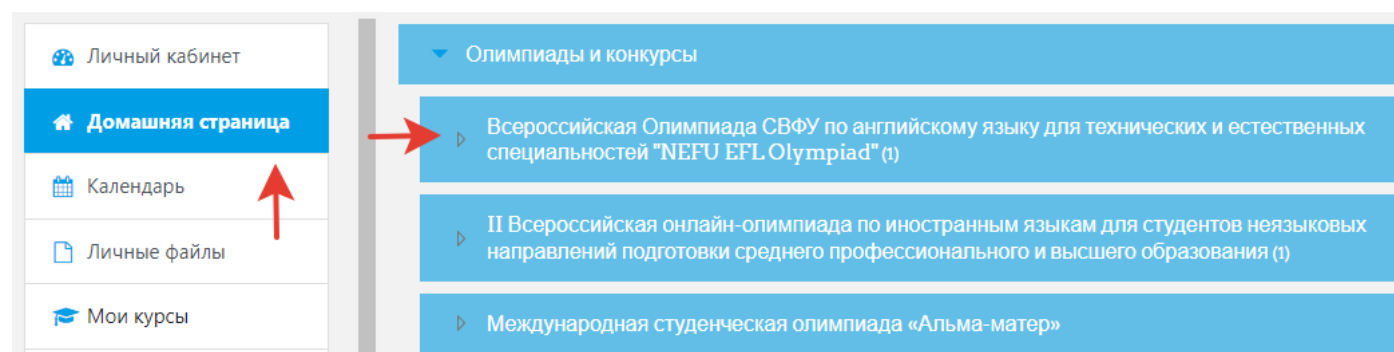 Личный кабинет
Домашняя страница
Календарь
Личные файлы
Мои курсы
Олимпиады и конкурсы
Всероссийская Олимпиада СВФУ по английскому языку для технических и естественных
специальностей "NEFU EFL Olympiad" (1)
II Всероссийская онлайн-олимпиада по иностранным языкам для студентов неязыковых
направлений подготовки среднего профессионального и высшего образования (1)
Международная студенческая олимпиада «Альма-матер»